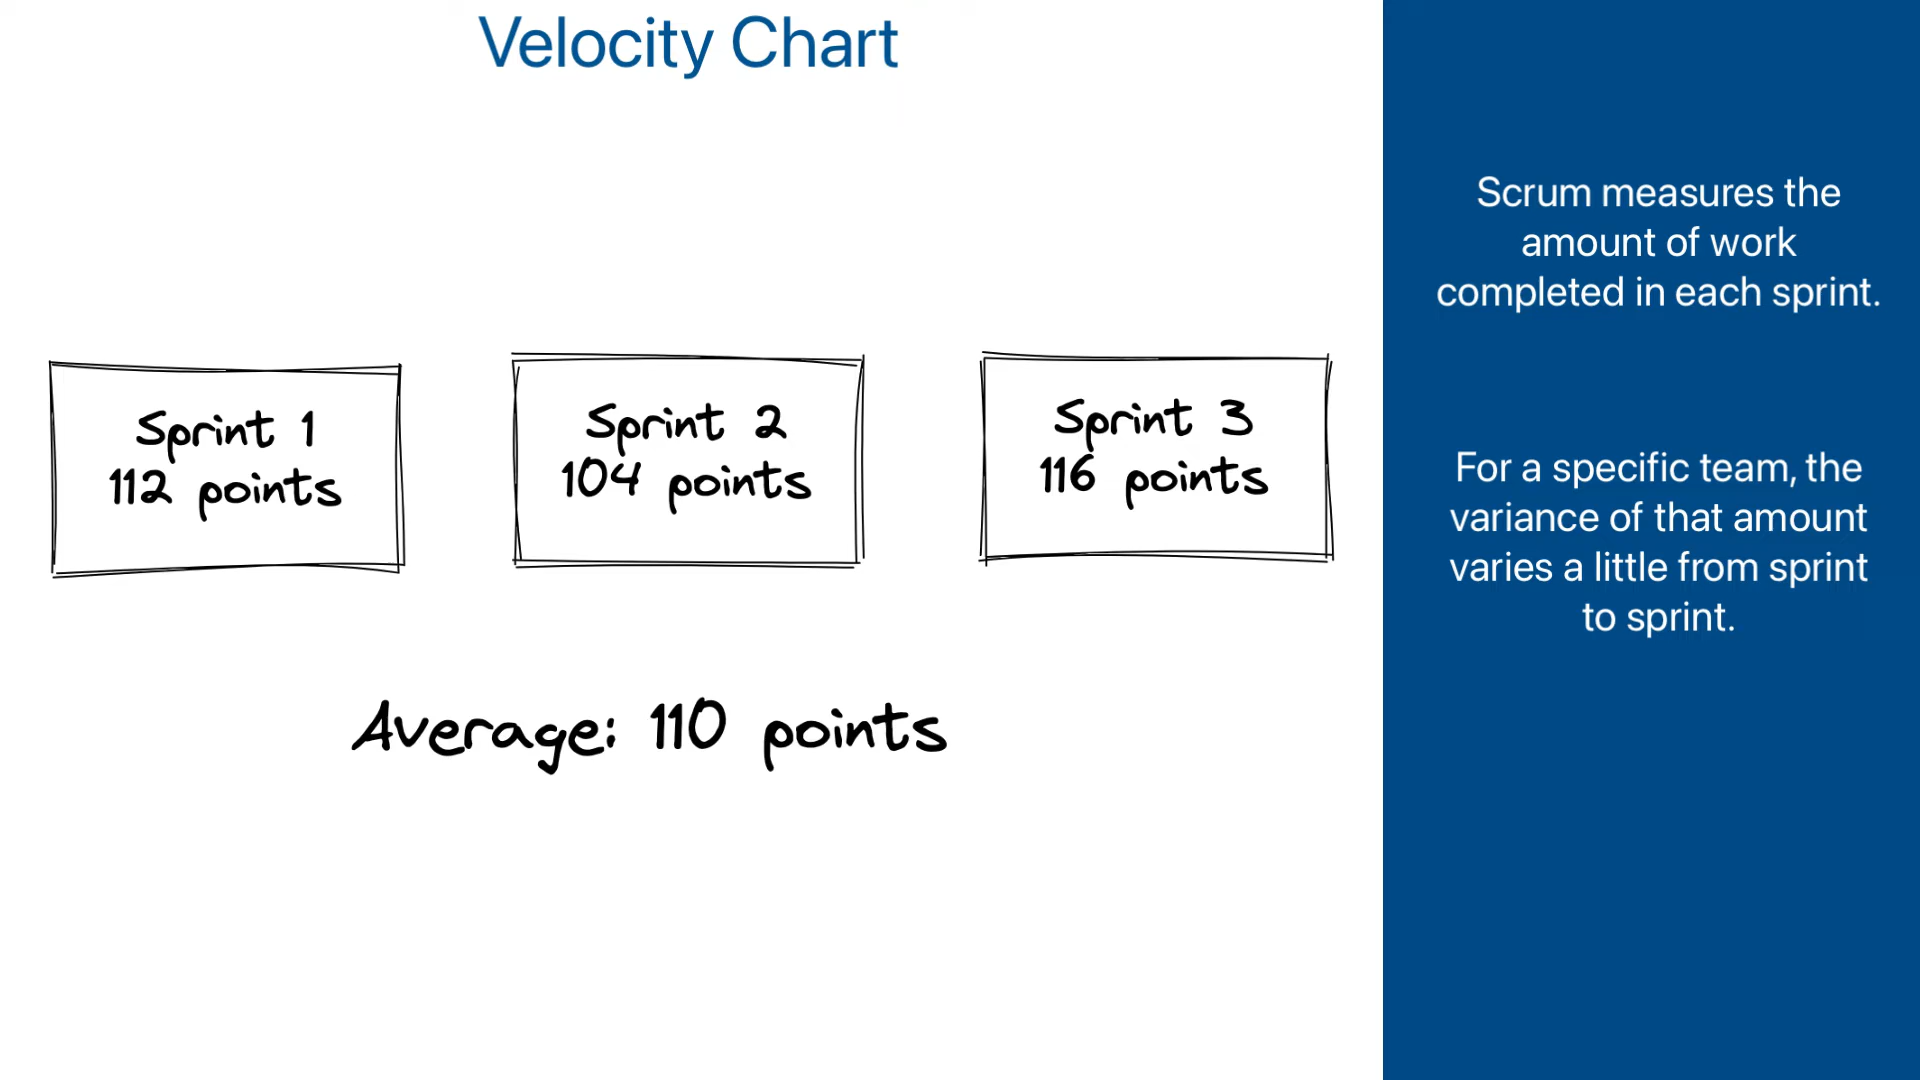 Velocity Chart
Sprint 1
112 points
Sprint 2
104 points
Sprint 3
116 points
Average: 110 points
Scrum measures the
amount of work
completed in each sprint.
For a specific team, the
variance of that amount
varies a little from sprint
to sprint.